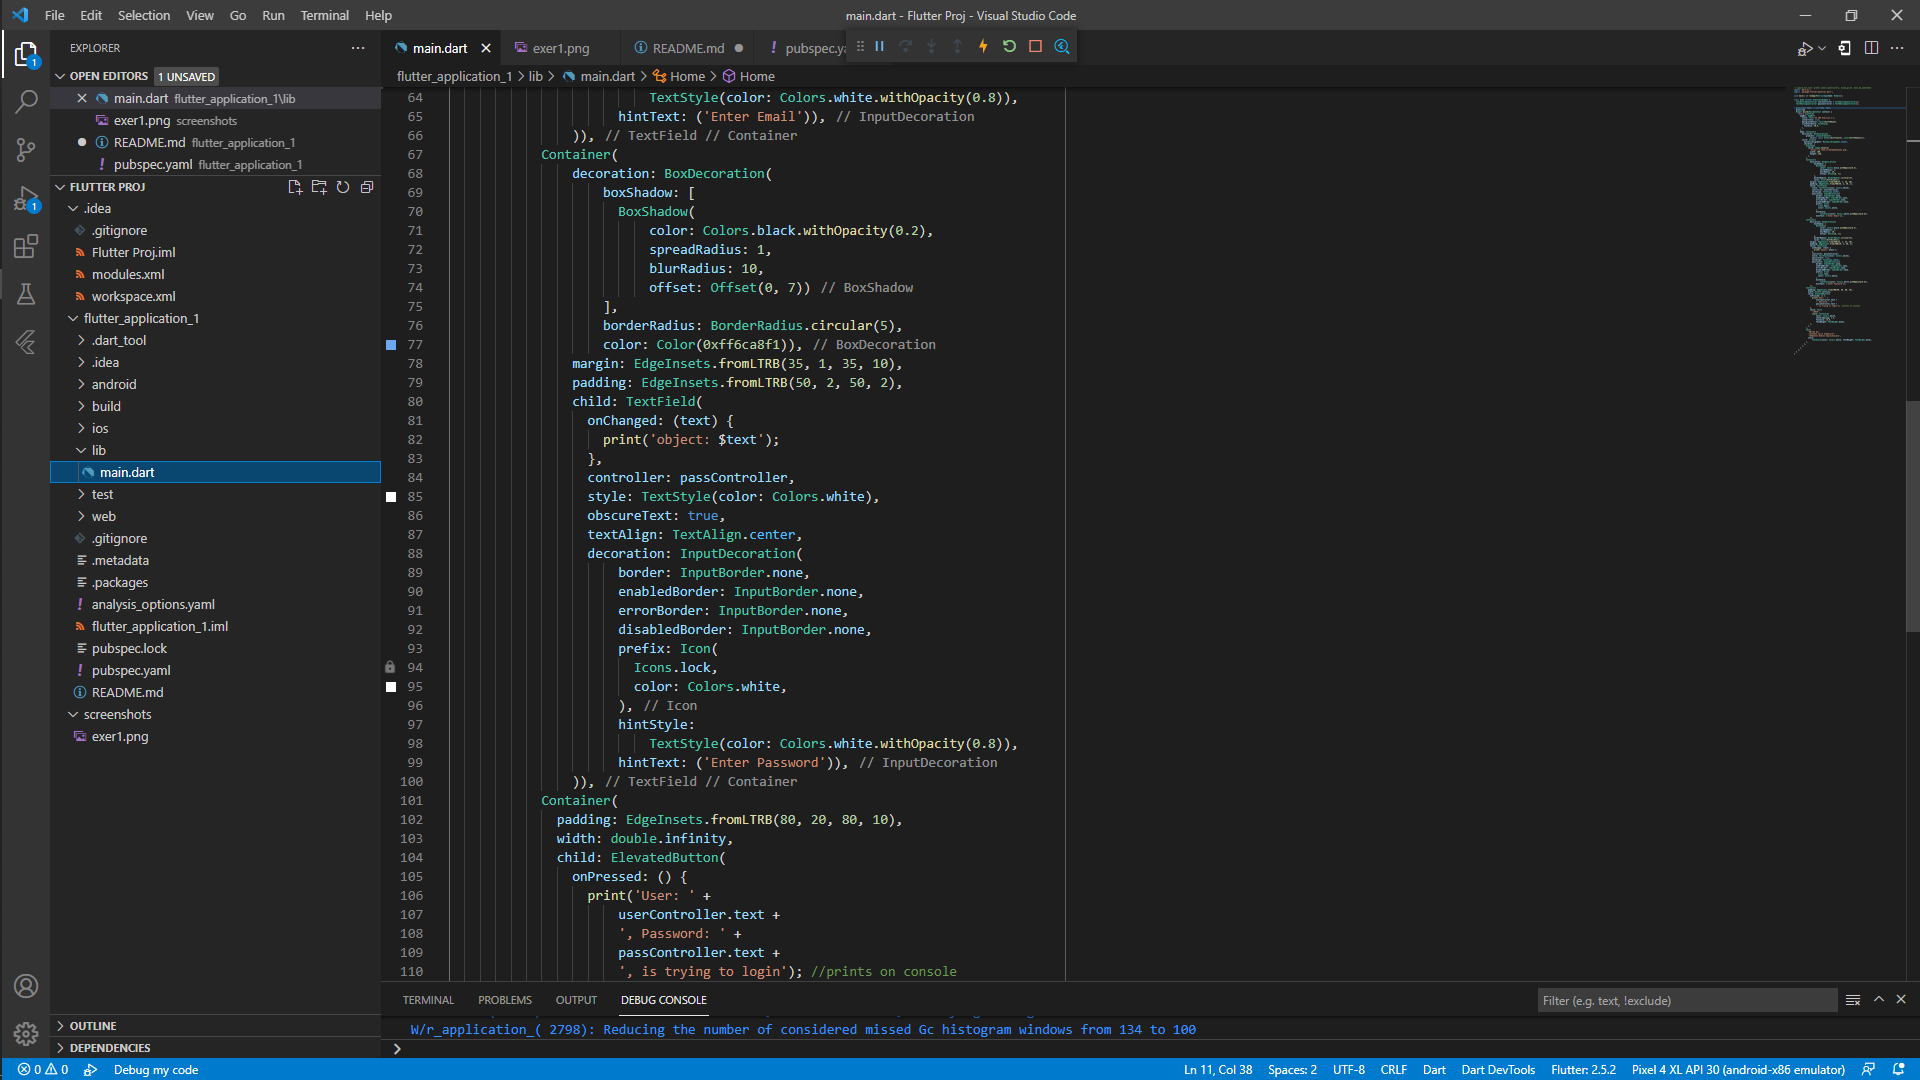 File Edit Selection View Go Run Terminal Help
main.dart - Flutter Proj - Visual Studio Code
EXPLORER
main.dart
exer1.png
README.md
pubspec.ya
OPEN EDITORS 1 UNSAVED
flutter_application_1 > lib > main.dart > Home > Home
main.dart flutter_application_1\lib
exer1.png screenshots
README.md flutter_application_1
pubspec.yaml flutter_application_1
FLUTTER PROJ
.idea
.gitignore
Flutter Proj.iml
modules.xml
workspace.xml
flutter_application_1
.dart_tool
.idea
android
build
ios
lib
main.dart
test
web
.gitignore
.metadata
.packages
analysis_options.yaml
flutter_application_1.iml
pubspec.lock
pubspec.yaml
README.md
screenshots
exer1.png
OUTLINE
DEPENDENCIES
64 TextStyle(color: Colors.white.withOpacity(0.8)),
65 hintText: ('Enter Email')), // InputDecoration
66 )), // TextField // Container
67 Container(
68 decoration: BoxDecoration(
69 boxShadow: [
70 BoxShadow(
71 color: Colors.black.withOpacity(0.2),
72 spreadRadius: 1,
73 blurRadius: 10,
74 offset: Offset(0, 7)) // BoxShadow
75 ],
76 borderRadius: BorderRadius.circular(5),
77 color: Color(0xff6ca8f1)), // BoxDecoration
78 margin: EdgeInsets.fromLTRB(35, 1, 35, 10),
79 padding: EdgeInsets.fromLTRB(50, 2, 50, 2),
80 child: TextField(
81 onChanged: (text) {
82 print('object: $text');
83 },
84 controller: passController,
85 style: TextStyle(color: Colors.white),
86 obscureText: true,
87 textAlign: TextAlign.center,
88 decoration: InputDecoration(
89 border: InputBorder.none,
90 enabledBorder: InputBorder.none,
91 errorBorder: InputBorder.none,
92 disabledBorder: InputBorder.none,
93 prefix: Icon(
94 Icons.lock,
95 color: Colors.white,
96 ), // Icon
97 hintStyle:
98 TextStyle(color: Colors.white.withOpacity(0.8)),
99 hintText: ('Enter Password')), // InputDecoration
100 )), // TextField // Container
101 Container(
102 padding: EdgeInsets.fromLTRB(80, 20, 80, 10),
103 width: double.infinity,
104 child: ElevatedButton(
105 onPressed: () {
106 print('User: ' +
107 userController.text +
108 ', Password: ' +
109 passController.text +
110 ', is trying to login'); //prints on console
TERMINAL PROBLEMS OUTPUT DEBUG CONSOLE
Filter (e.g. text, !exclude)
W/r_application_( 2798): Reducing the number of considered missed Gc histogram windows from 134 to 100
0 0 Debug my code
Ln 11, Col 38 Spaces: 2 UTF-8 CRLF Dart Dart DevTools Flutter: 2.5.2 Pixel 4 XL API 30 (android-x86 emulator)